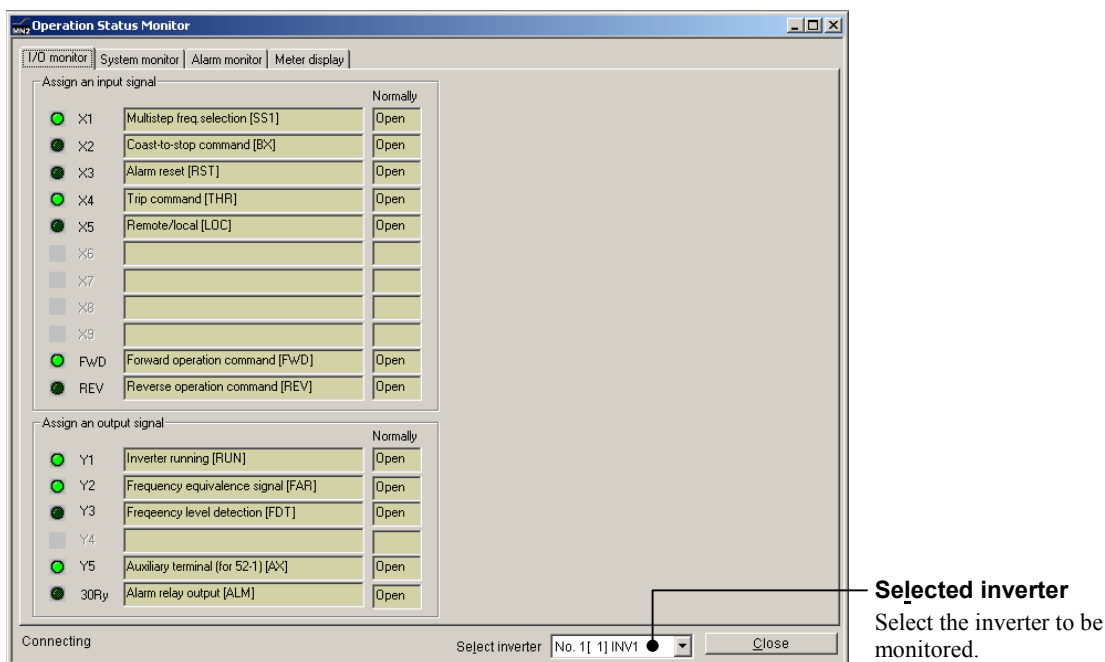 MN2 Operation Status Monitor
I/O monitor System monitor Alarm monitor Meter display
Assign an input signal
Normally
X1 Multistep freq.selection [SS1] Open
X2 Coast-to-stop command [BX] Open
X3 Alarm reset [RST] Open
X4 Trip command [THR] Open
X5 Remote/local [LOC] Open
X6
X7
X8
X9
FWD Forward operation command [FWD] Open
REV Reverse operation command [REV] Open
Assign an output signal
Normally
Y1 Inverter running [RUN] Open
Y2 Frequency equivalence signal [FAR] Open
Y3 Freqeency level detection [FDT] Open
Y4
Y5 Auxiliary terminal (for 52-1) [AX] Open
30Ry Alarm relay output [ALM] Open
Connecting Select inverter No. 1[ 1] INV1 Close
Selected inverter
Select the inverter to be
monitored.